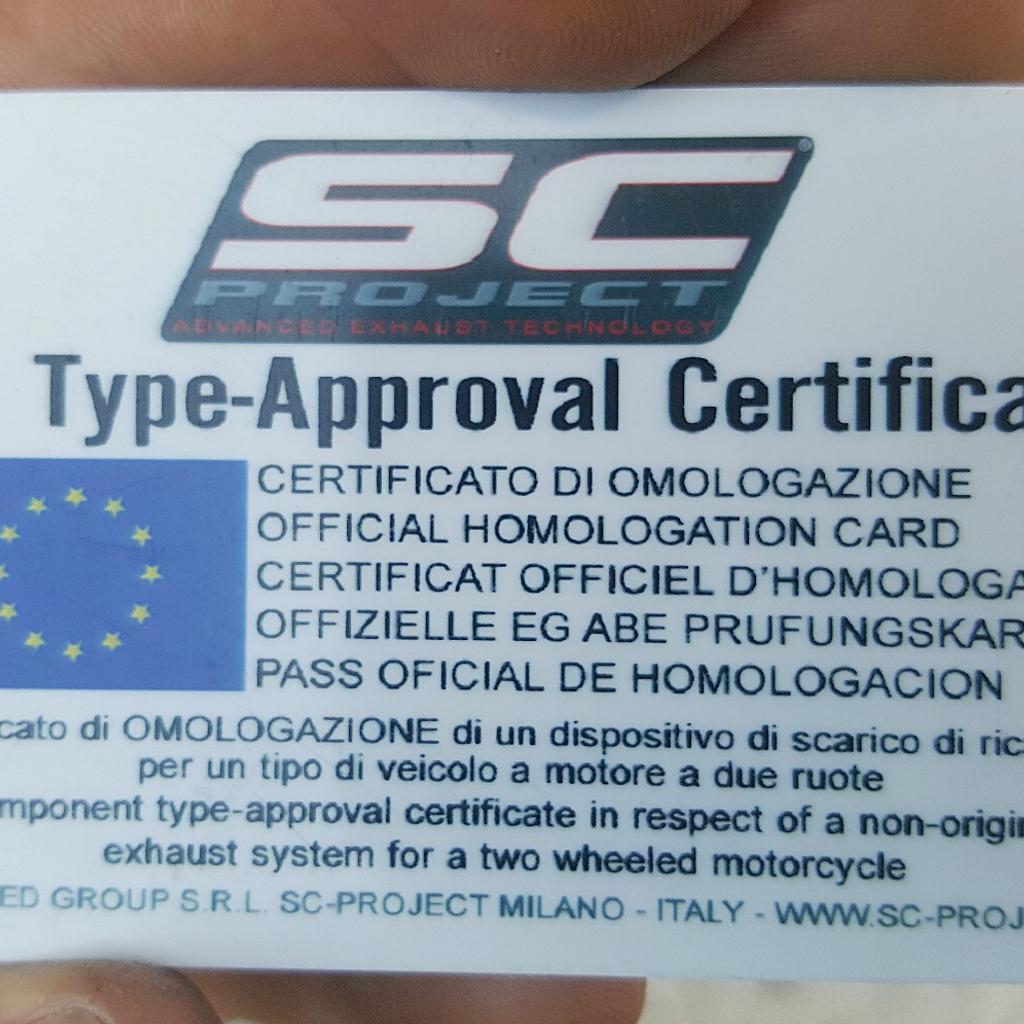 SC®
PROJECT
ADVANCED EXHAUST TECHNOLOGY
Type-Approval Certifica
CERTIFICATO DI OMOLOGAZIONE
OFFICIAL HOMOLOGATION CARD
CERTIFICAT OFFICIEL D'HOMOLOGA
OFFIZIELLE EG ABE PRUFUNGSKAR
PASS OFICIAL DE HOMOLOGACION
cato di OMOLOGAZIONE di un dispositivo di scarico di ric
per un tipo di veicolo a motore a due ruote
mponent type-approval certificate in respect of a non-origin
exhaust system for a two wheeled motorcycle
ED GROUP S.R.L. SC-PROJECT MILANO - ITALY - WWW.SC-PROJ